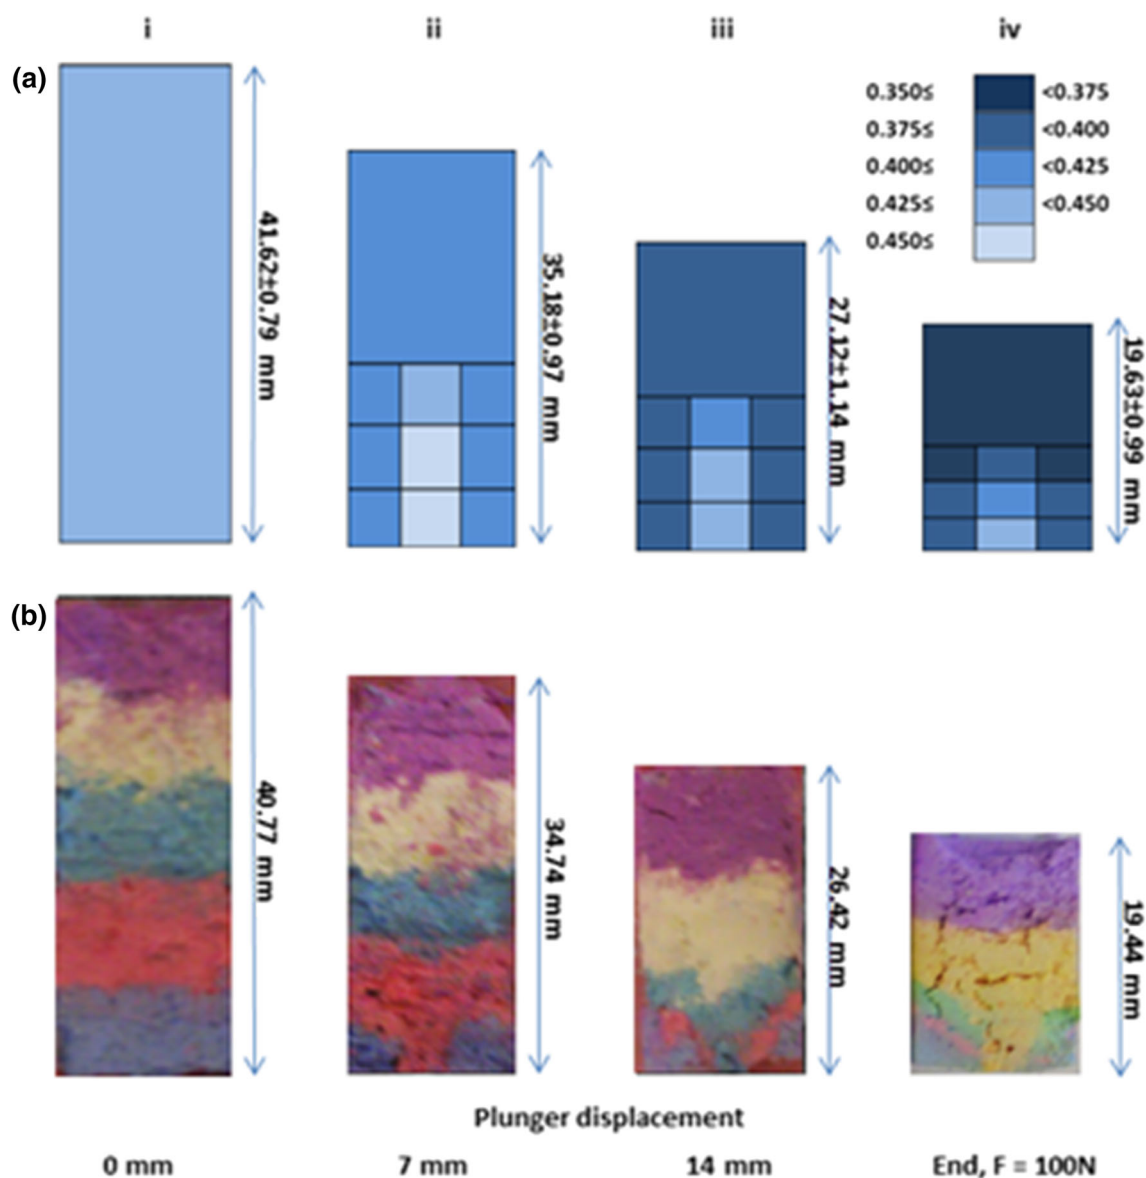 i ii iii iv
(a)
0.350≤ <0.375
0.375≤ <0.400
0.400≤ <0.425
0.425≤ <0.450
0.450≤
41.62±0.79 mm
35.18±0.97 mm
27.12±1.14 mm
19.63±0.99 mm
(b)
40.77 mm
34.74 mm
26.42 mm
19.44 mm
Plunger displacement
0 mm 7 mm 14 mm End, F = 100N